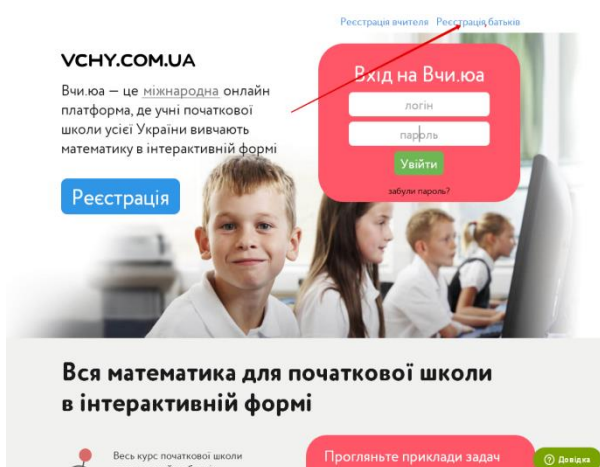 Реєстрація вчителя Реєстрація батьків
VCHY.COM.UA
Вчи.юа — це міжнародна онлайн
платформа, де учні початкової
школи усієї України вивчають
математику в інтерактивній формі
Реєстрація
Вхід на Вчи.юа
логін
пароль
Увійти
забули пароль?
Вся математика для початкової школи
в інтерактивній формі
Весь курс початкової школи
Прогляньте приклади задач
Довідка